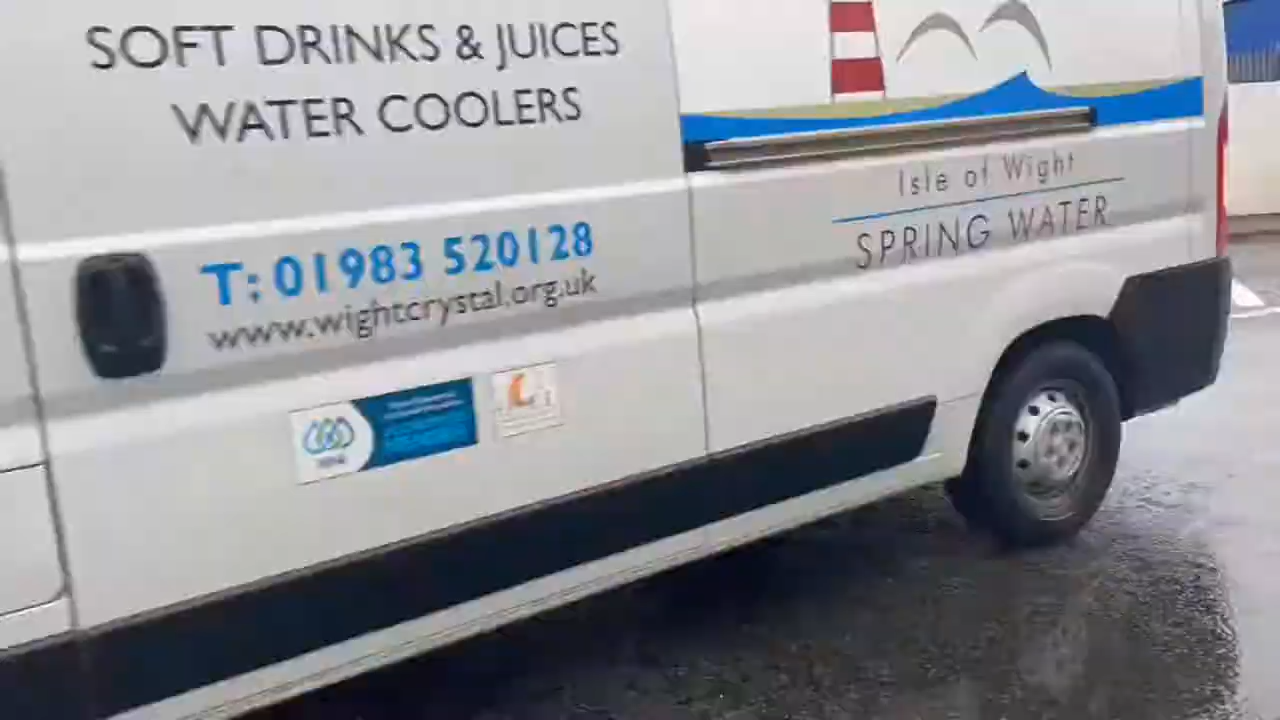 SOFT DRINKS & JUICES
WATER COOLERS
T: 01983 520128
www.wightcrystal.org.uk
Isle of Wight
SPRING WATER